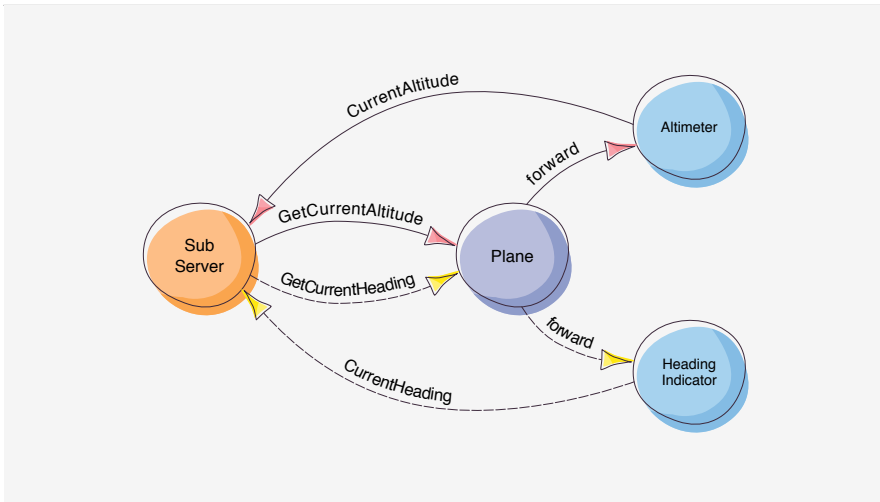 CurrentAltitude
Altimeter
forward
GetCurrentAltitude
Sub
Server
Plane
GetCurrentHeading
forward
Heading
Indicator
CurrentHeading